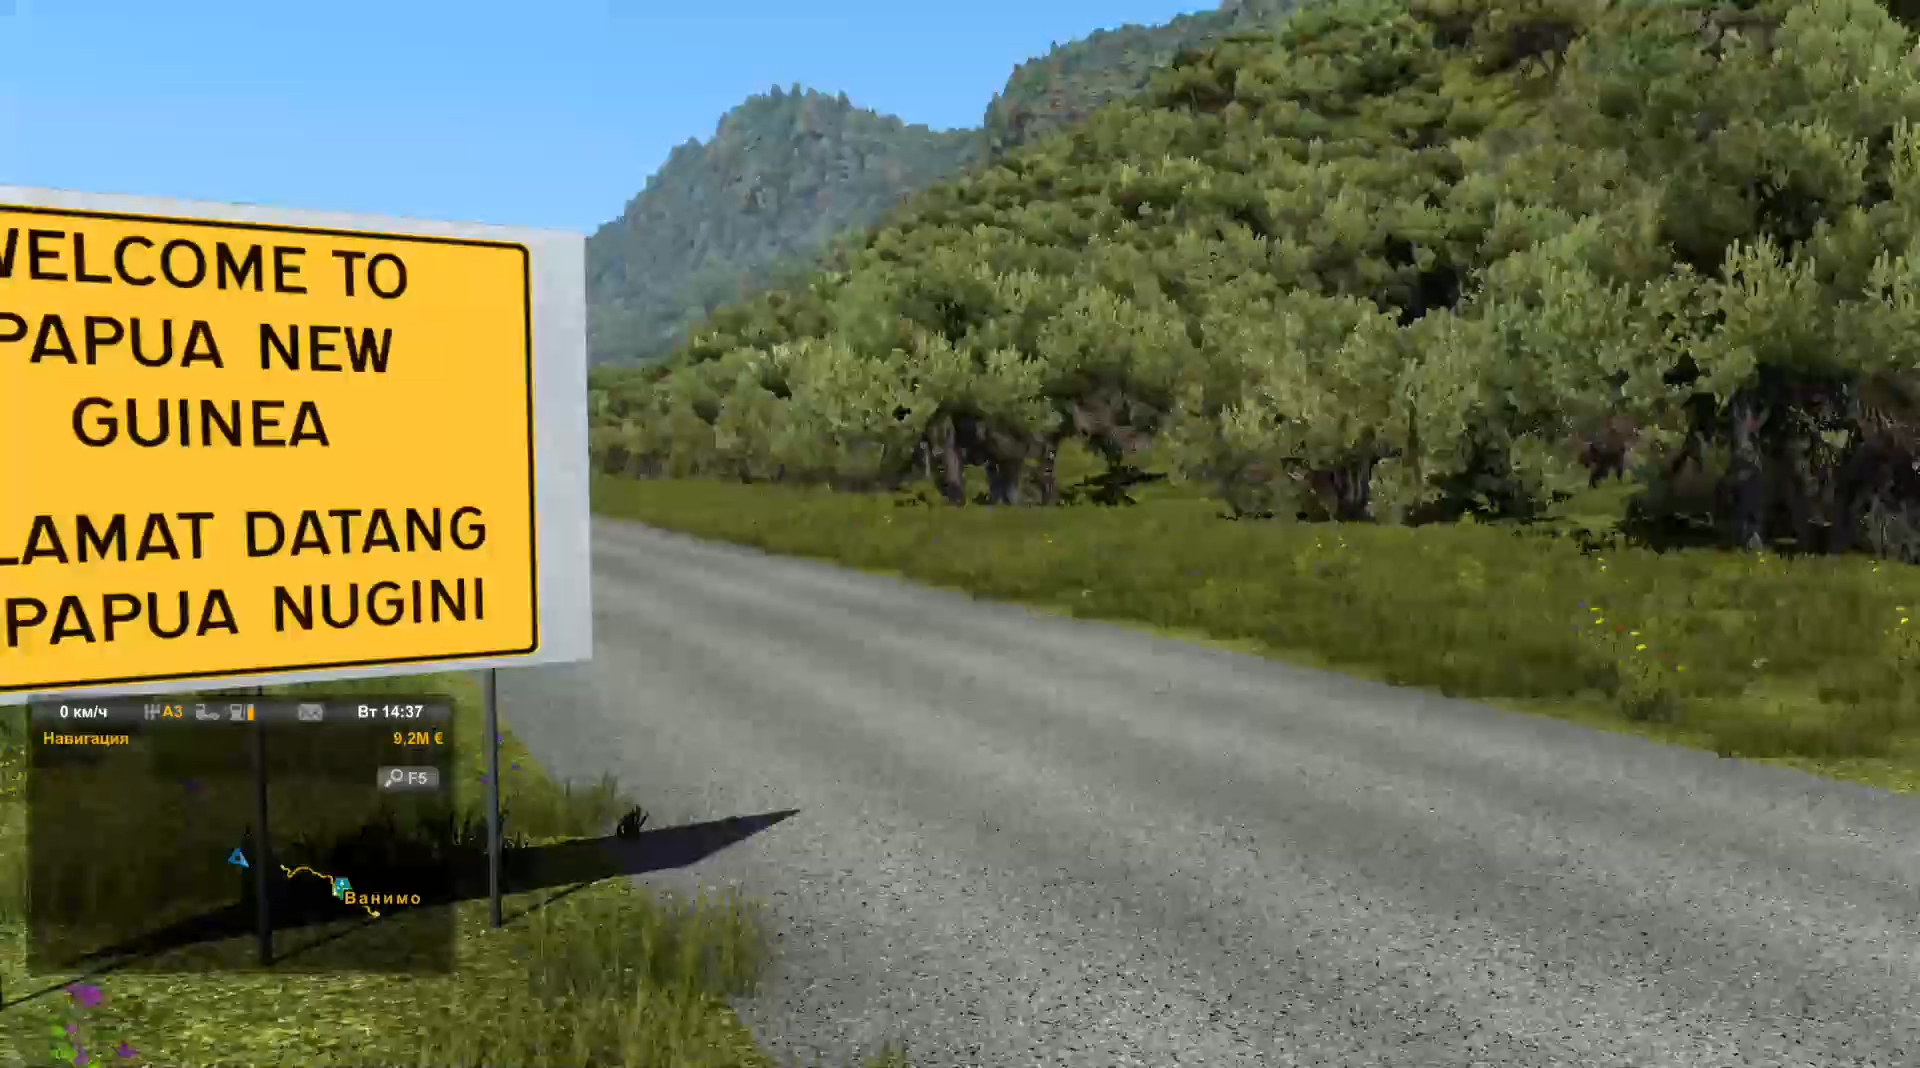 WELCOME TO
PAPUA NEW
GUINEA
LAMAT DATANG
PAPUA NUGINI
0 км/ч A3 Вт 14:37
Навигация 9,2M €
F5
Ванимо